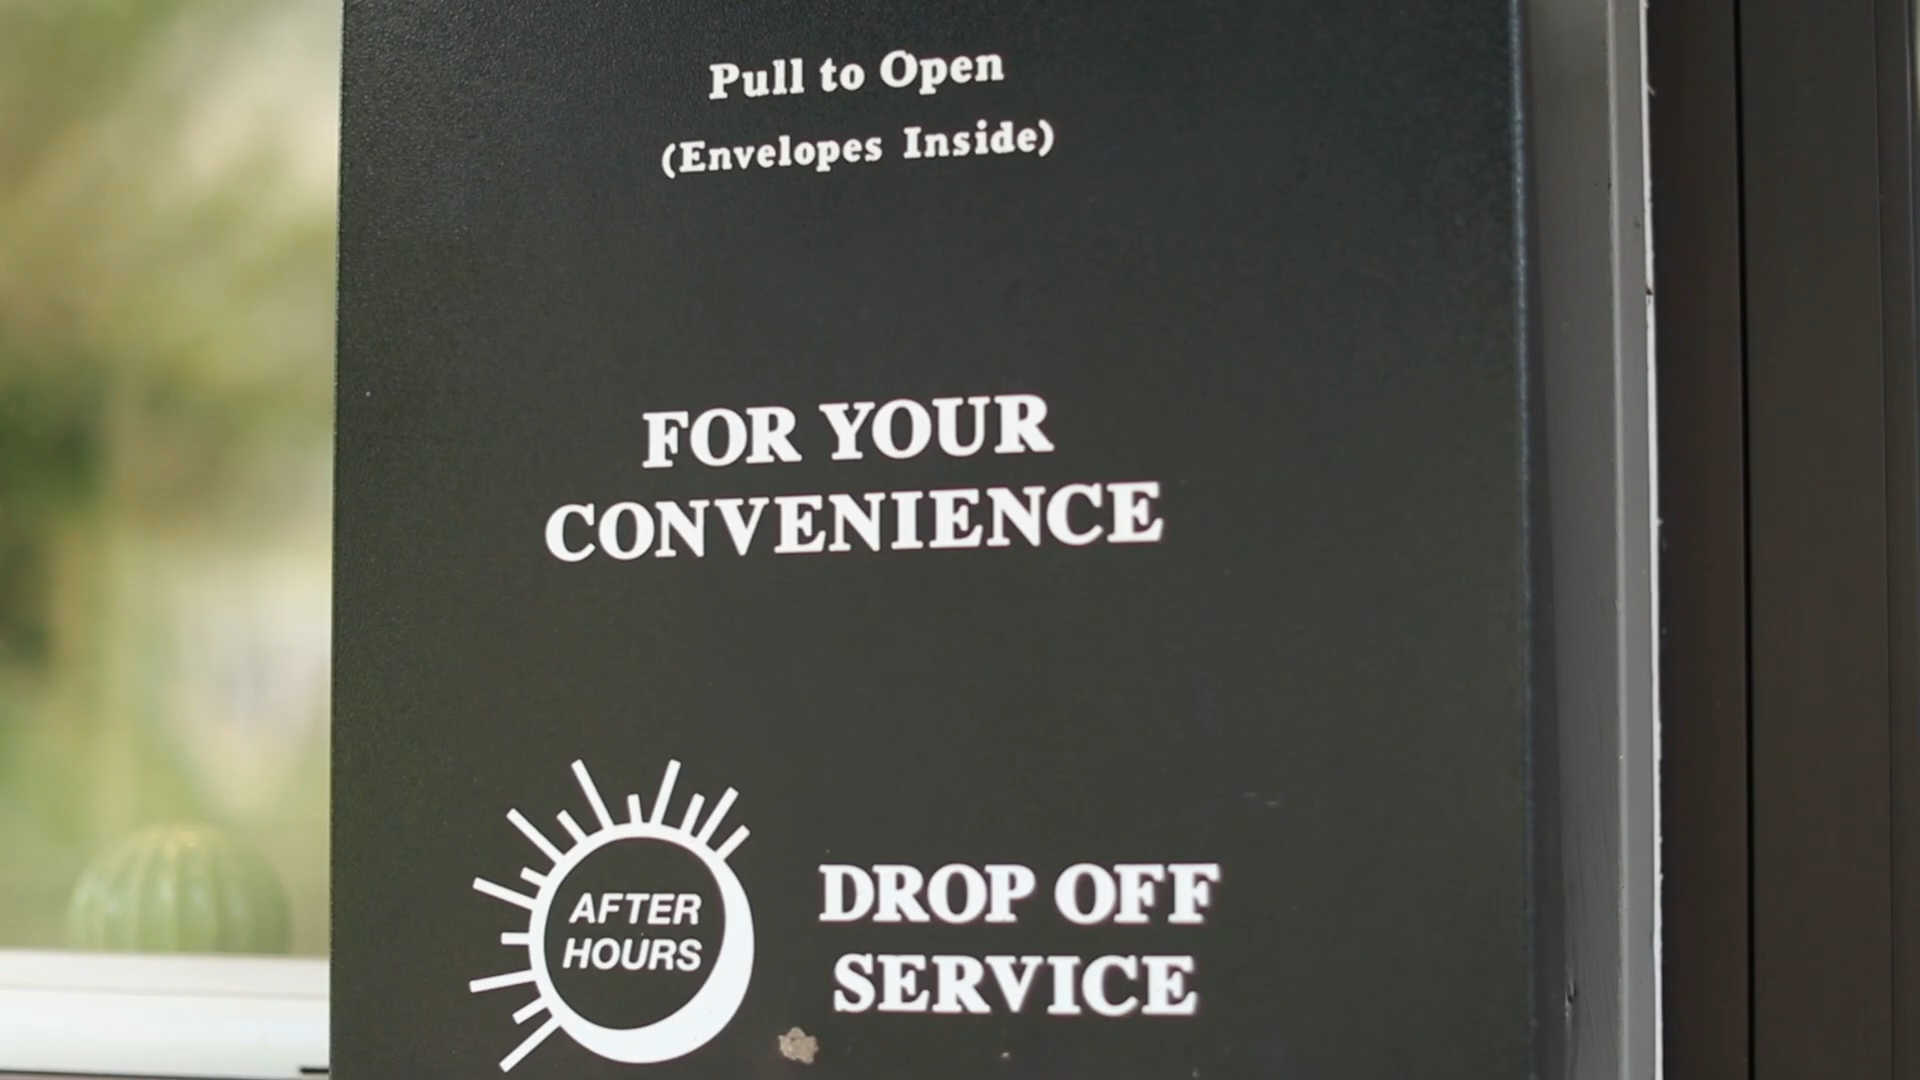 Pull to Open
(Envelopes Inside)
FOR YOUR
CONVENIENCE
AFTER
HOURS
DROP OFF
SERVICE